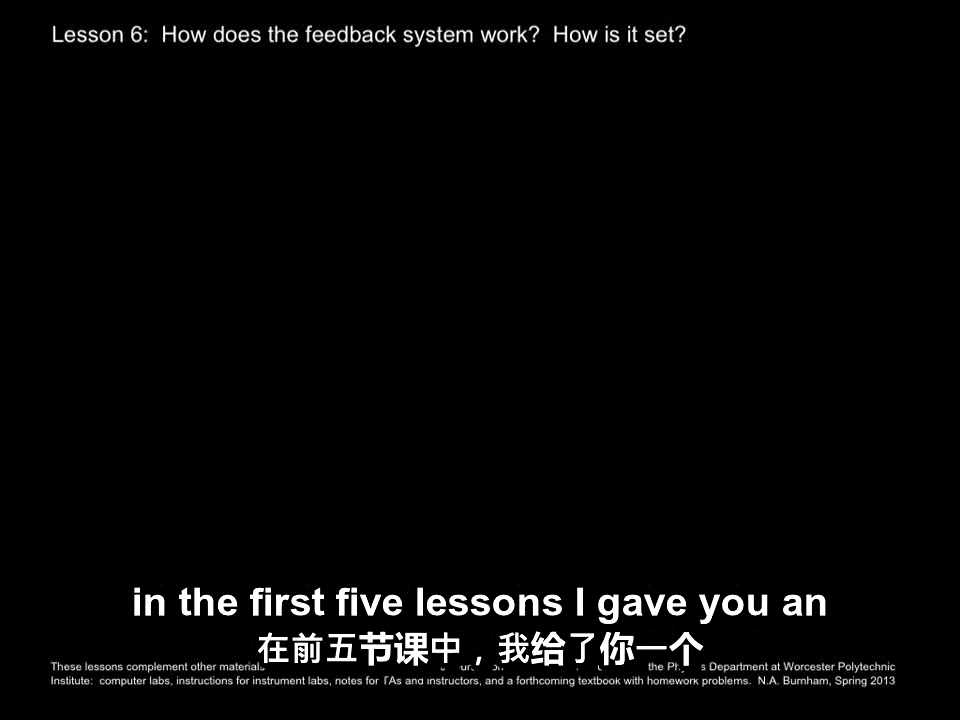 Lesson 6:  How does the feedback system work?  How is it set?
in the first five lessons I gave you an
在前五节课中，我给了你一个
These lessons complement other materials the Physics Department at Worcester Polytechnic
Institute:  computer labs, instructions for instrument labs, notes for TAs and instructors, and a forthcoming textbook with homework problems.  N.A. Burnham, Spring 2013